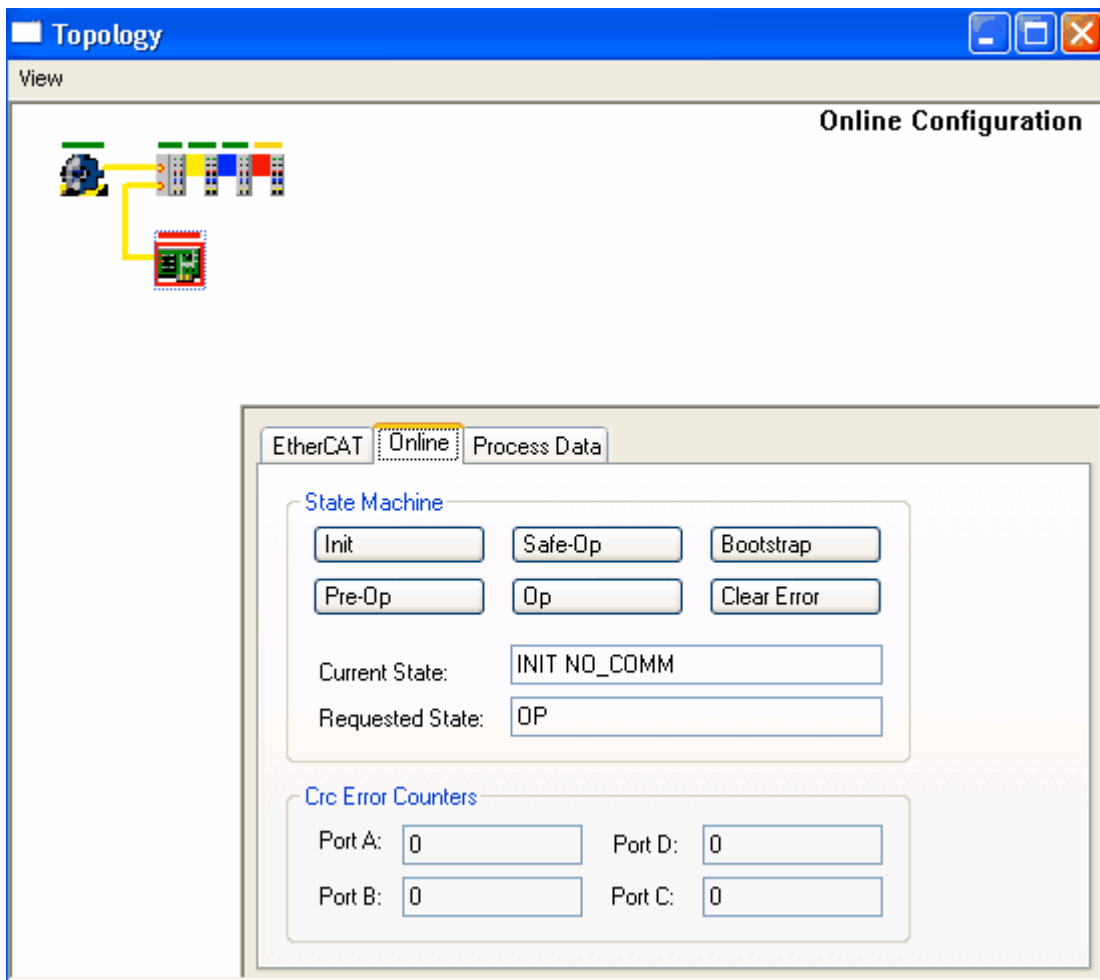 Topology
View
Online Configuration
EtherCAT Online Process Data
State Machine
Init Safe-Op Bootstrap
Pre-Op Op Clear Error
Current State: INIT NO_COMM
Requested State: OP
Crc Error Counters
Port A: 0 Port D: 0
Port B: 0 Port C: 0